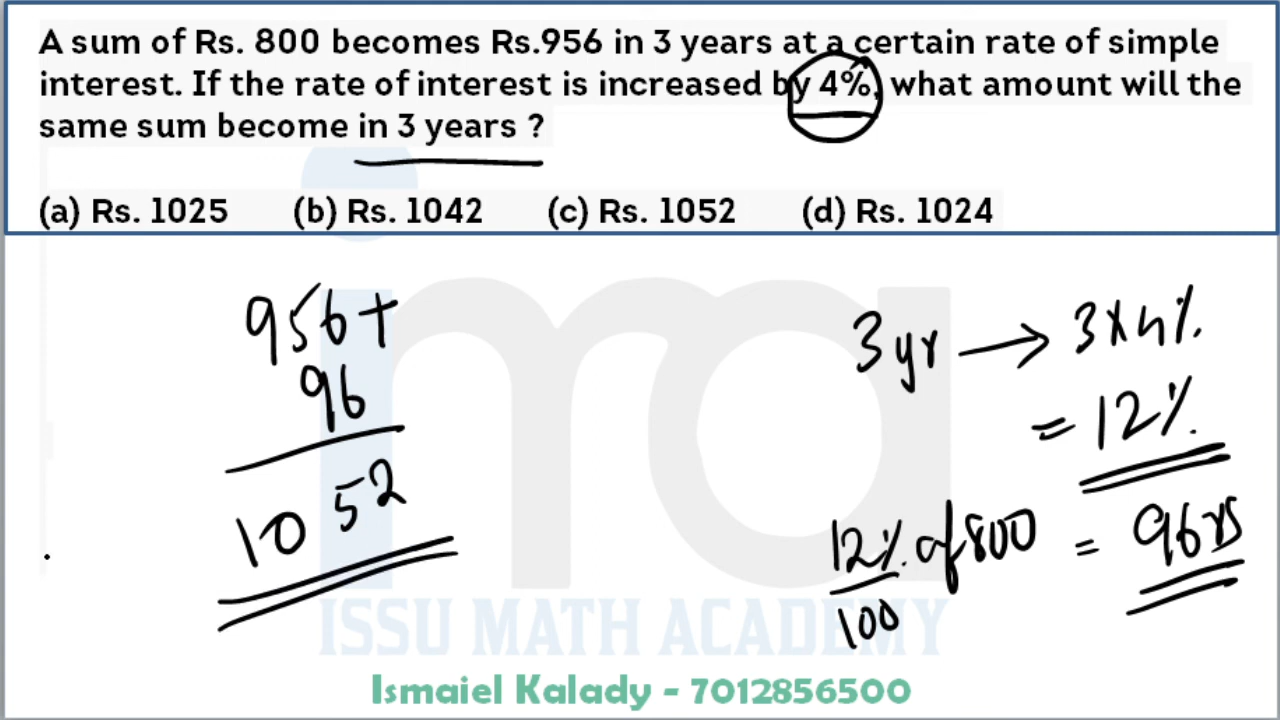 A sum of Rs. 800 becomes Rs.956 in 3 years at a certain rate of simple
interest. If the rate of interest is increased by 4%, what amount will the
same sum become in 3 years ?
(a) Rs. 1025 (b) Rs. 1042 (c) Rs. 1052 (d) Rs. 1024
956+
96
1052
3 yr → 3×4%
= 12%
12% of 800 = 96rs
100
ima
ISSU MATH ACADEMY
Ismaiel Kalady - 7012856500